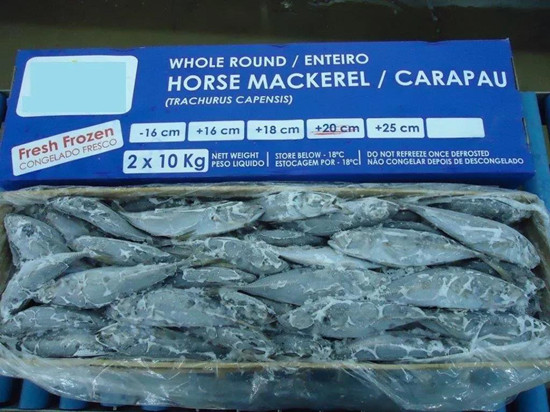 WHOLE ROUND / ENTEIRO
HORSE MACKEREL / CARAPAU
(TRACHURUS CAPENSIS)
Fresh Frozen
CONGELADO FRESCO
-16 cm +16 cm +18 cm +20 cm +25 cm
2 x 10 Kg
NETT WEIGHT
PESO LIQUIDO
STORE BELOW - 18°C
ESTOCAGEM POR - 18°C
DO NOT REFREEZE ONCE DEFROSTED
NÃO CONGELAR DEPOIS DE DESCONGELADO